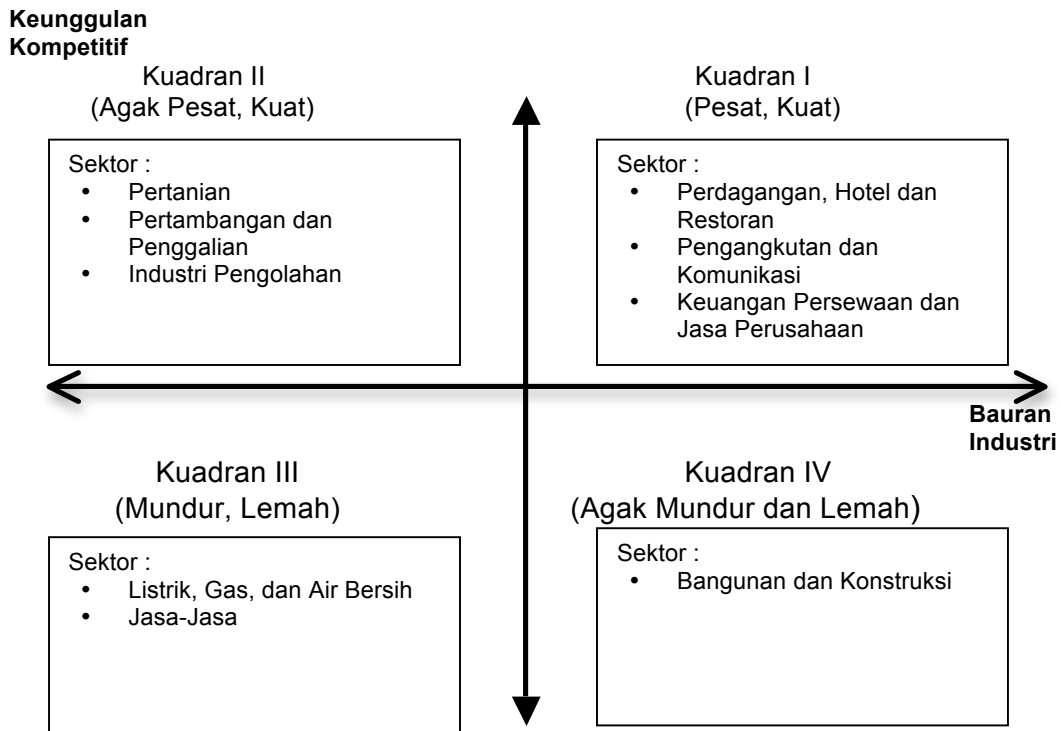 Keunggulan
Kompetitif
Kuadran II
(Agak Pesat, Kuat)
Sektor :
• Pertanian
• Pertambangan dan
Penggalian
• Industri Pengolahan
Kuadran I
(Pesat, Kuat)
Sektor :
• Perdagangan, Hotel dan
Restoran
• Pengangkutan dan
Komunikasi
• Keuangan Persewaan dan
Jasa Perusahaan
Bauran
Industri
Kuadran III
(Mundur, Lemah)
Sektor :
• Listrik, Gas, dan Air Bersih
• Jasa-Jasa
Kuadran IV
(Agak Mundur dan Lemah)
Sektor :
• Bangunan dan Konstruksi